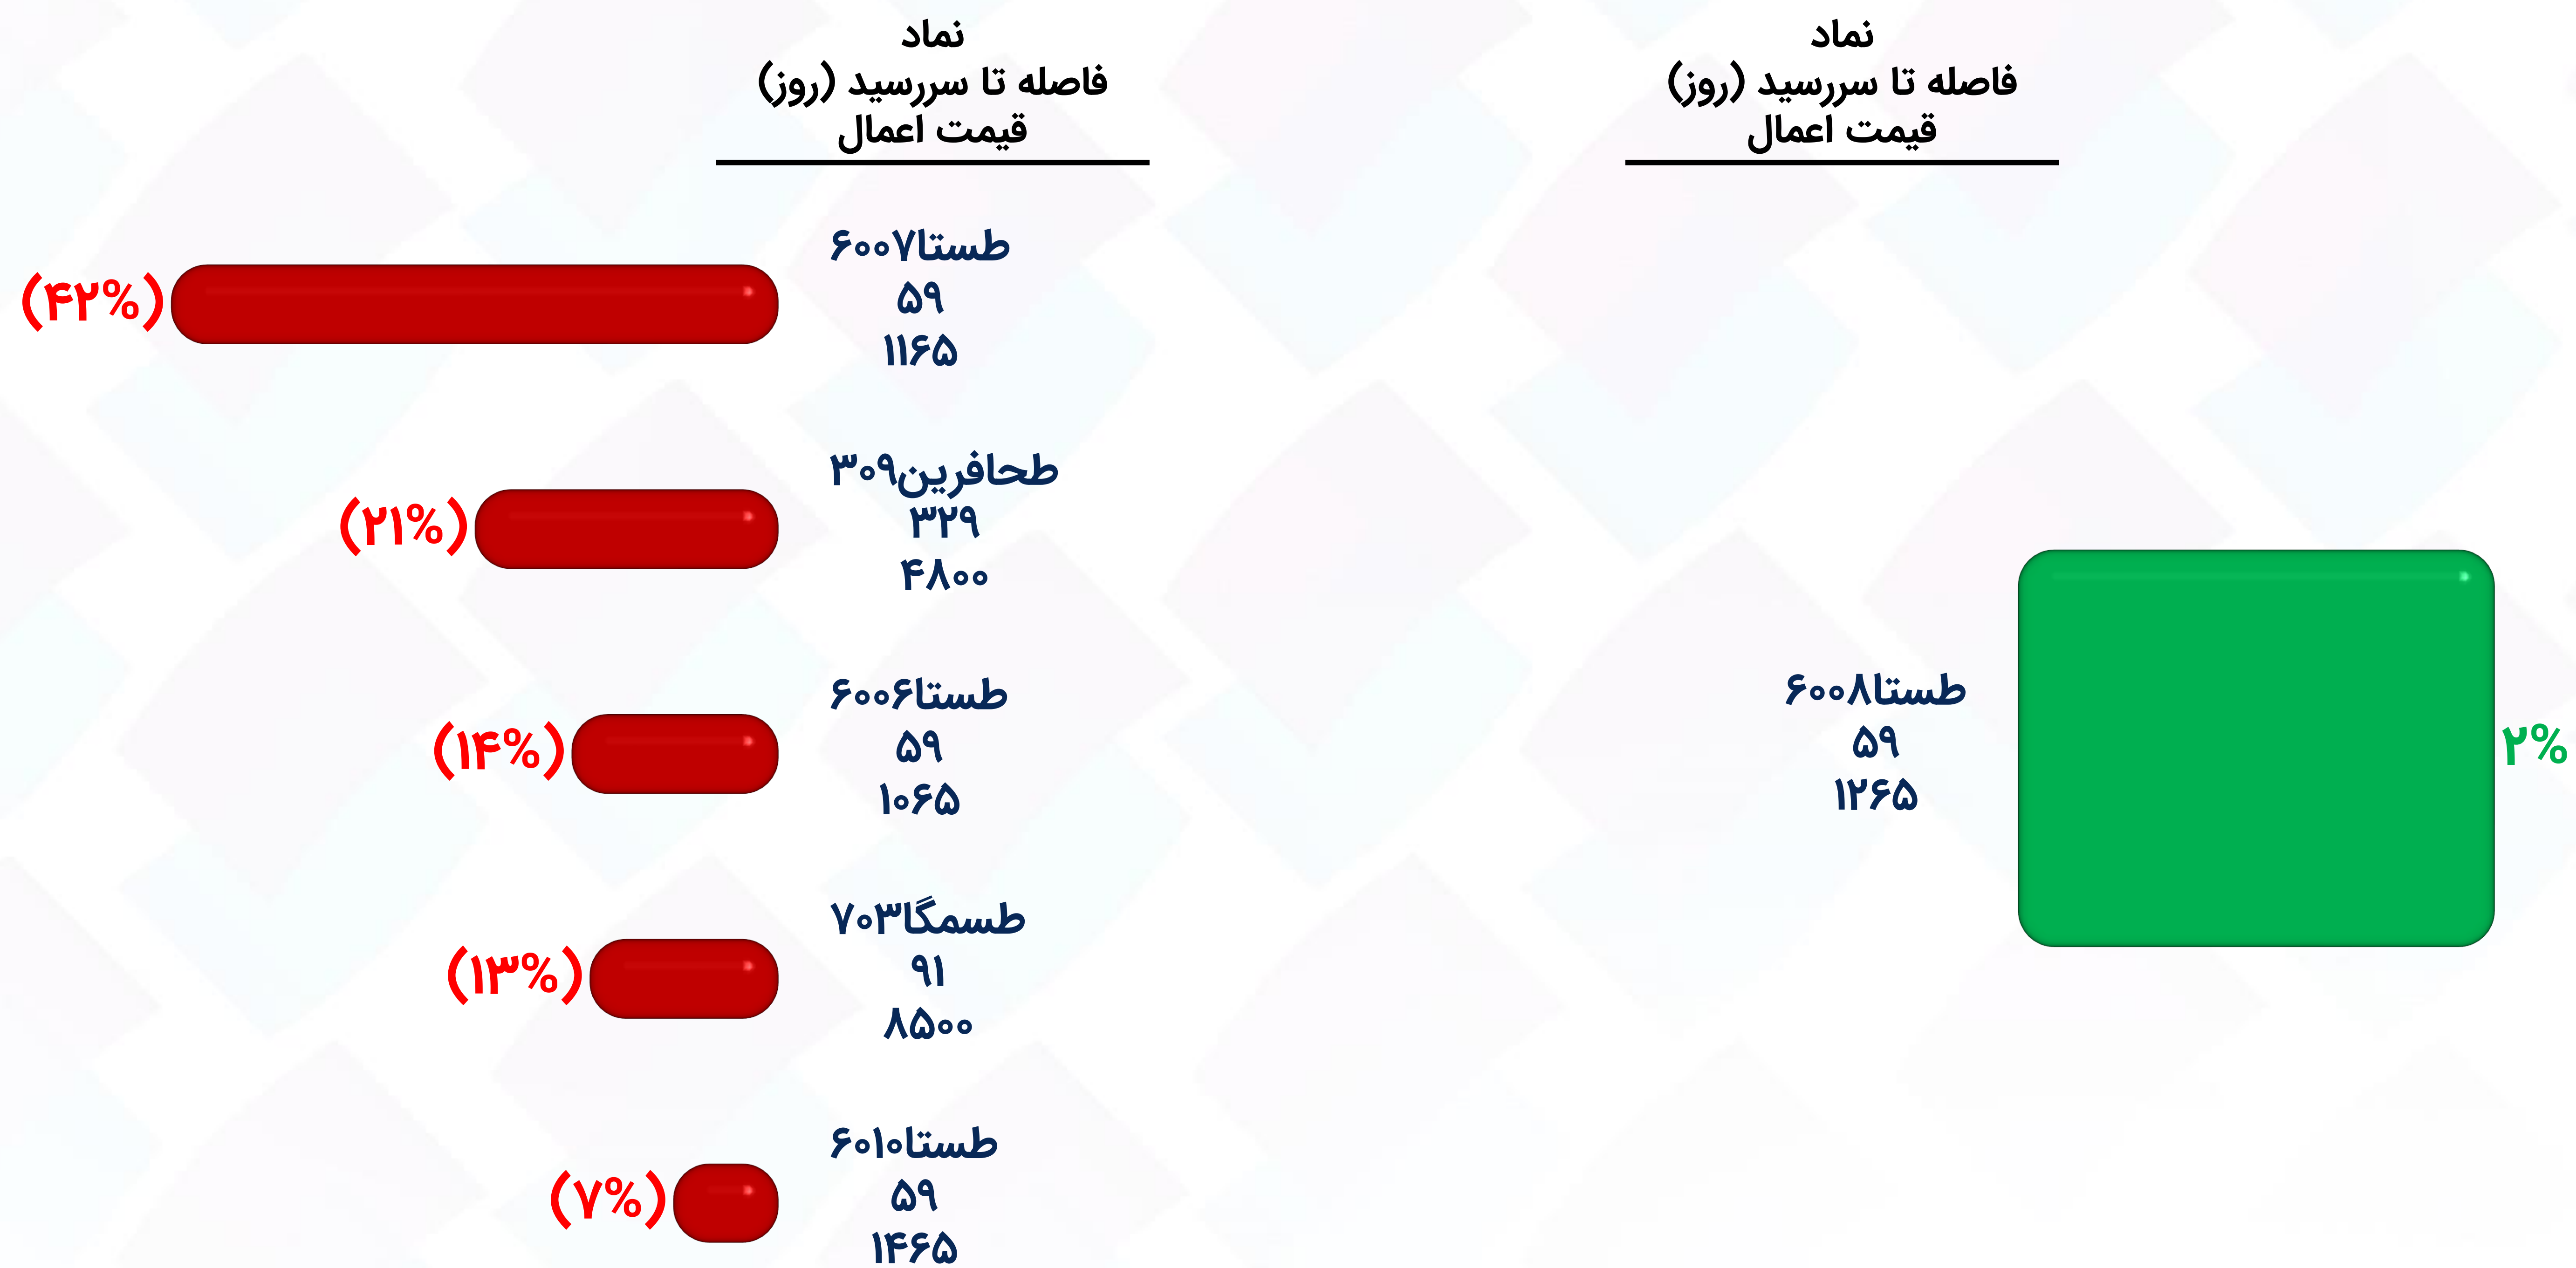 نماد
فاصله تا سررسید (روز)
قیمت اعمال
۲%
طستا۶۰۰۸
۵۹
۱۲۶۵
نماد
فاصله تا سررسید (روز)
قیمت اعمال
طستا۶۰۰۷
۵۹
۱۱۶۵
(۴۲%)
طحافرین۳۰۹
۳۲۹
۴۸۰۰
(۲۱%)
طستا۶۰۰۶
۵۹
۱۰۶۵
(۱۴%)
طسمگا۷۰۳
۹۱
۸۵۰۰
(۱۳%)
طستا۶۰۱۰
۵۹
۱۴۶۵
(۷%)